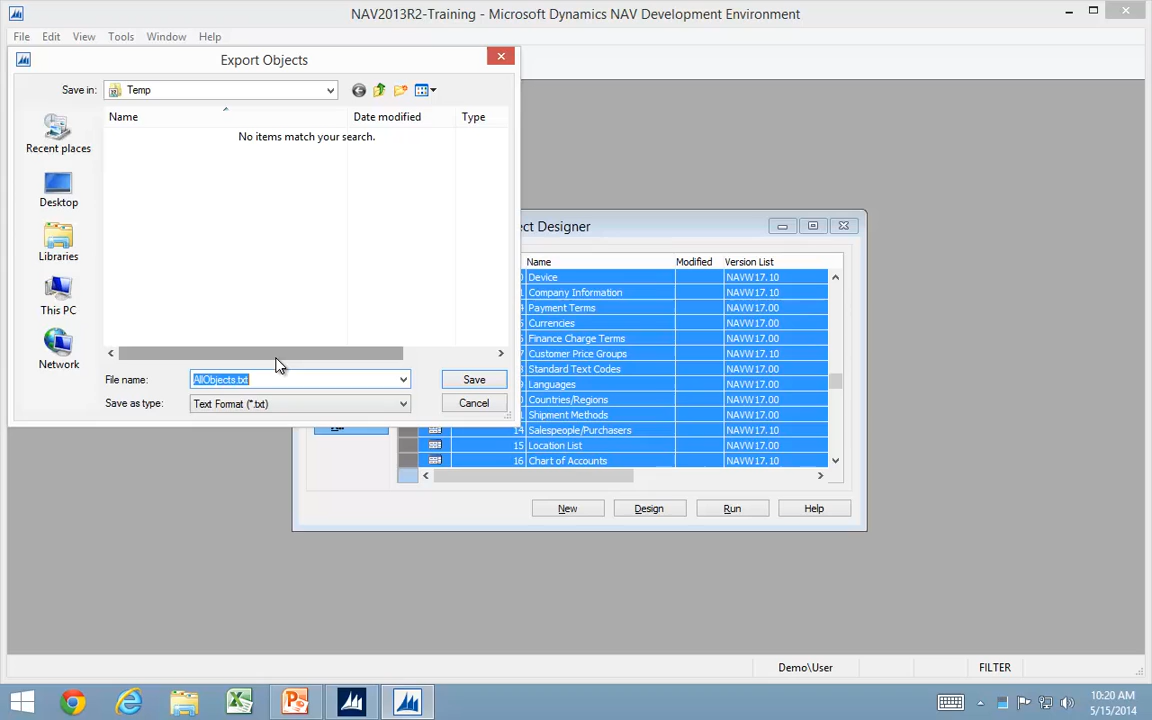 NAV2013R2-Training - Microsoft Dynamics NAV Development Environment
File Edit View Tools Window Help
Export Objects
Save in: Temp
Name Date modified Type
No items match your search.
Recent places
Desktop
Libraries
This PC
Network
File name: AllObjects.txt Save
Save as type: Text Format (*.txt) Cancel
ct Designer
Name Modified Version List
Device NAVW17.10
Company Information NAVW17.10
Payment Terms NAVW17.00
Currencies NAVW17.00
Finance Charge Terms NAVW17.00
Customer Price Groups NAVW17.00
Standard Text Codes NAVW17.00
Languages NAVW17.00
Countries/Regions NAVW17.00
Shipment Methods NAVW17.00
14 Salespeople/Purchasers NAVW17.10
15 Location List NAVW17.00
16 Chart of Accounts NAVW17.10
New Design Run Help
Demo\User FILTER
10:20 AM
5/15/2014